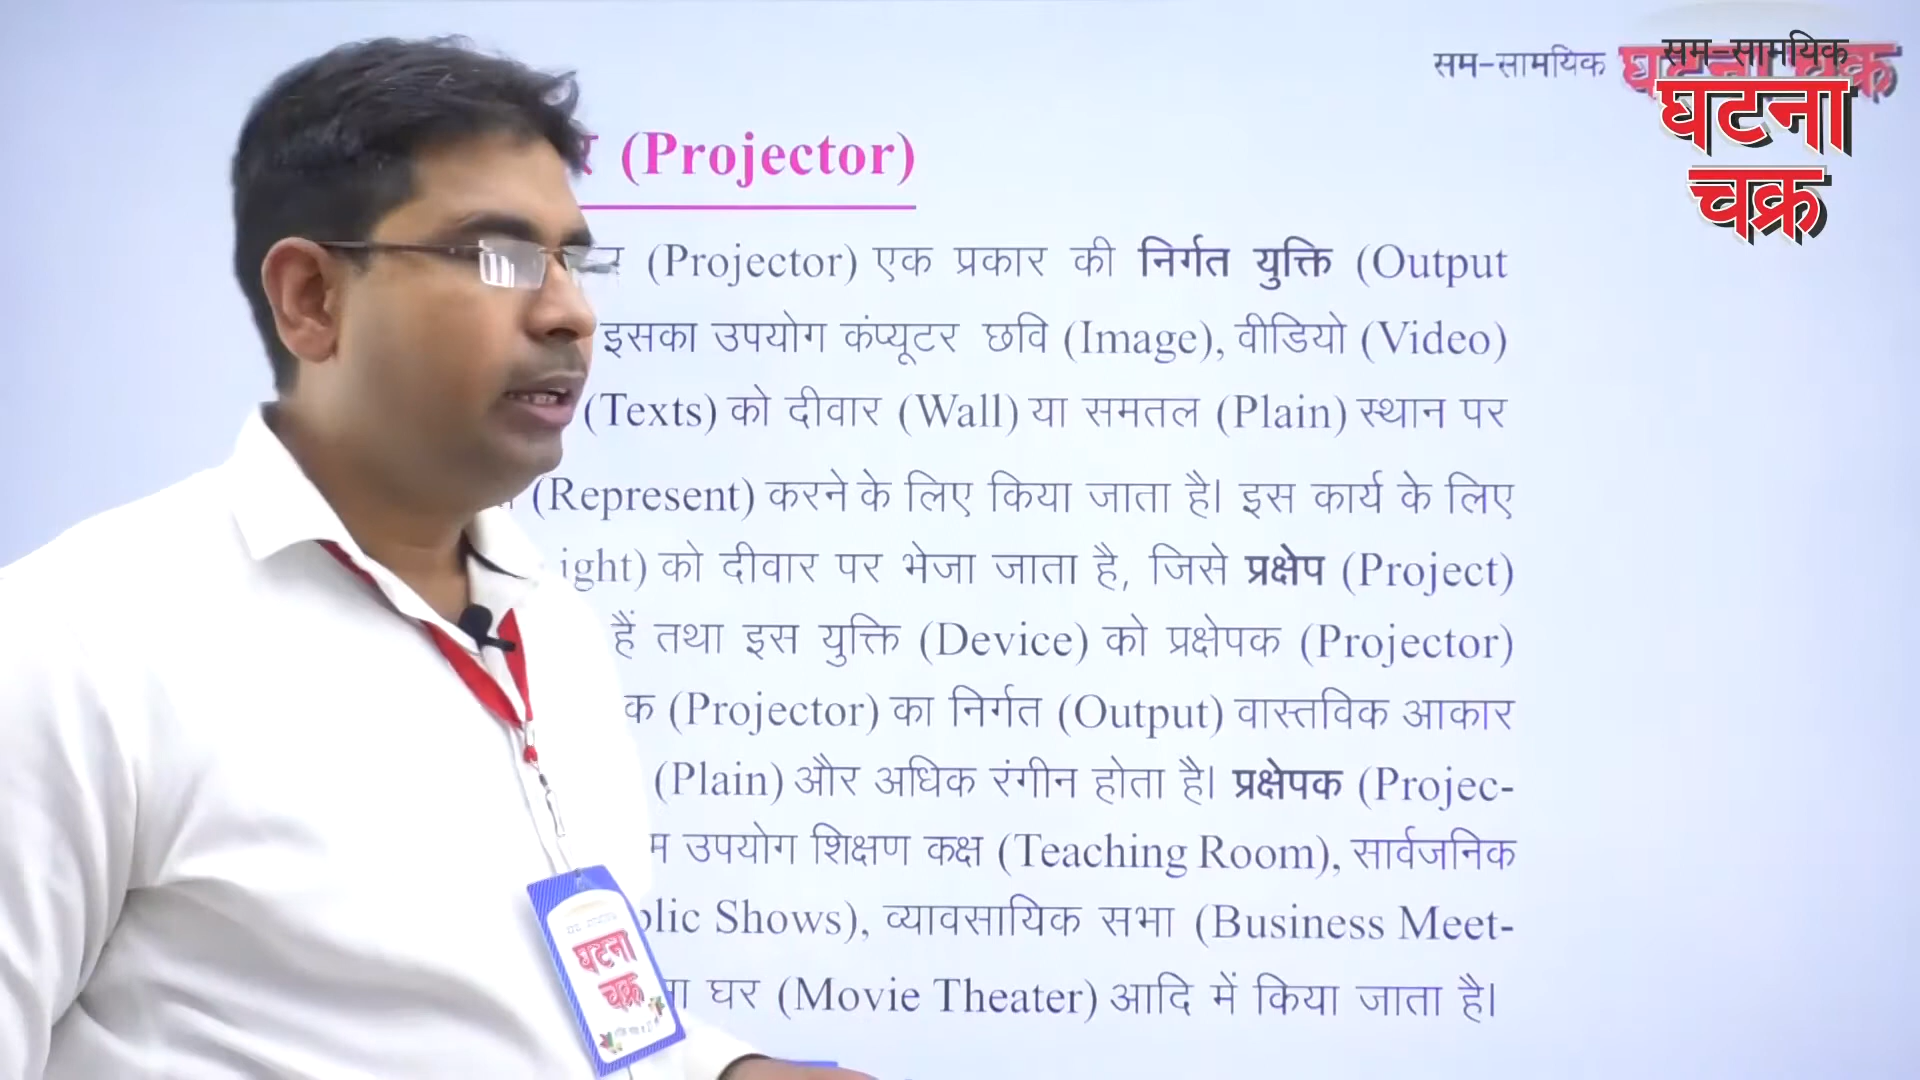 सम-सामयिक
सम-सामयिक
घटना
चक्र
(Projector)
(Projector) एक प्रकार की निर्गत युक्ति (Output
इसका उपयोग कंप्यूटर छवि (Image), वीडियो (Video)
(Texts) को दीवार (Wall) या समतल (Plain) स्थान पर
(Represent) करने के लिए किया जाता है। इस कार्य के लिए
को दीवार पर भेजा जाता है, जिसे प्रक्षेप (Project)
हैं तथा इस युक्ति (Device) को प्रक्षेपक (Projector)
(Projector) का निर्गत (Output) वास्तविक आकार
(Plain) और अधिक रंगीन होता है। प्रक्षेपक (Projec-
उपयोग शिक्षण कक्ष (Teaching Room), सार्वजनिक
Shows), व्यावसायिक सभा (Business Meet-
घर (Movie Theater) आदि में किया जाता है।
घटना
चक्र